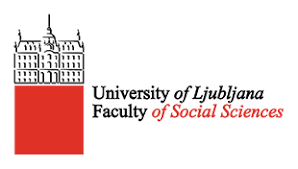 University of Ljubljana
Faculty of Social Sciences